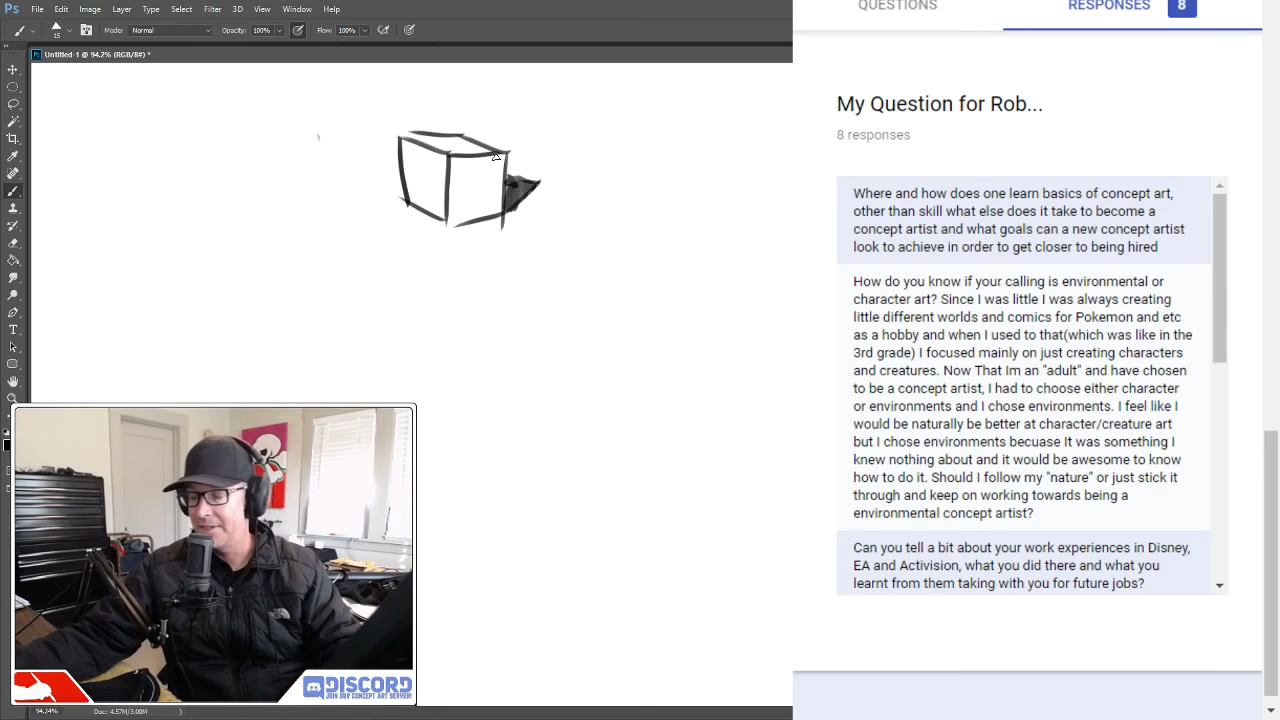 Ps File Edit Image Layer Type Select Filter 3D View Window Help
15 Mode: Normal Opacity: 100% Flow: 100%
Ps Untitled-1 @ 94.2% (RGB/8#) *
QUESTIONS RESPONSES 8
My Question for Rob...
8 responses
Where and how does one learn basics of concept art,
other than skill what else does it take to become a
concept artist and what goals can a new concept artist
look to achieve in order to get closer to being hired
How do you know if your calling is environmental or
character art? Since I was little I was always creating
little different worlds and comics for Pokemon and etc
as a hobby and when I used to that(which was like in the
3rd grade) I focused mainly on just creating characters
and creatures. Now That Im an "adult" and have chosen
to be a concept artist, I had to choose either character
or environments and I chose environments. I feel like I
would be naturally be better at character/creature art
but I chose environments becuase It was something I
knew nothing about and it would be awesome to know
how to do it. Should I follow my "nature" or just stick it
through and keep on working towards being a
environmental concept artist?
Can you tell a bit about your work experiences in Disney,
EA and Activision, what you did there and what you
learnt from them taking with you for future jobs?
DISCORD
JOIN OUR CONCEPT ART SERVER!
94.24% Doc: 4.57M/3.00M